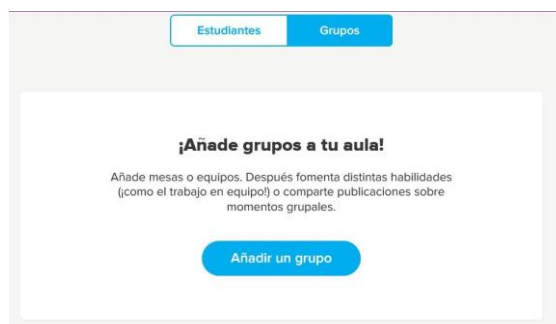 Estudiantes
Grupos
¡Añade grupos a tu aula!
Añade mesas o equipos. Después fomenta distintas habilidades
(¡como el trabajo en equipo!) o comparte publicaciones sobre
momentos grupales.
Añadir un grupo